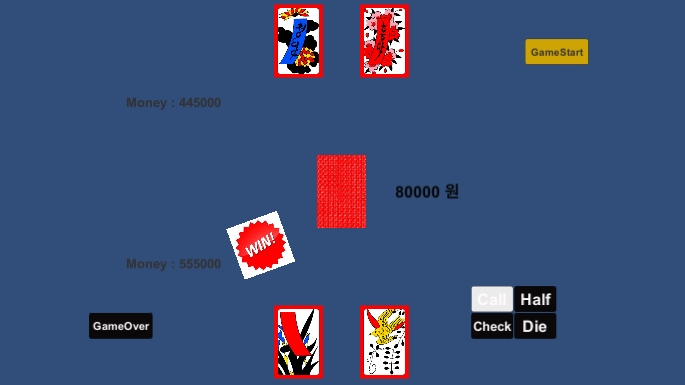 GameStart
Money : 445000
80000 원
WIN!
Money : 555000
Call
Half
GameOver
Check
Die